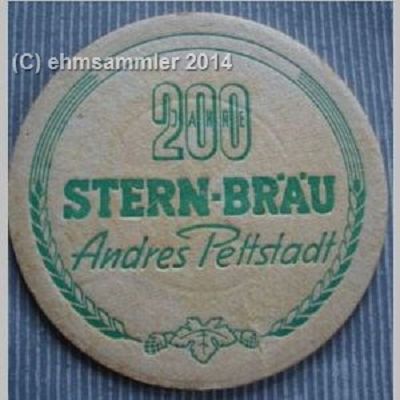 (C) ehmsammler 2014
200
JAHRE
STERN-BRÄU
Andres Pettstadt